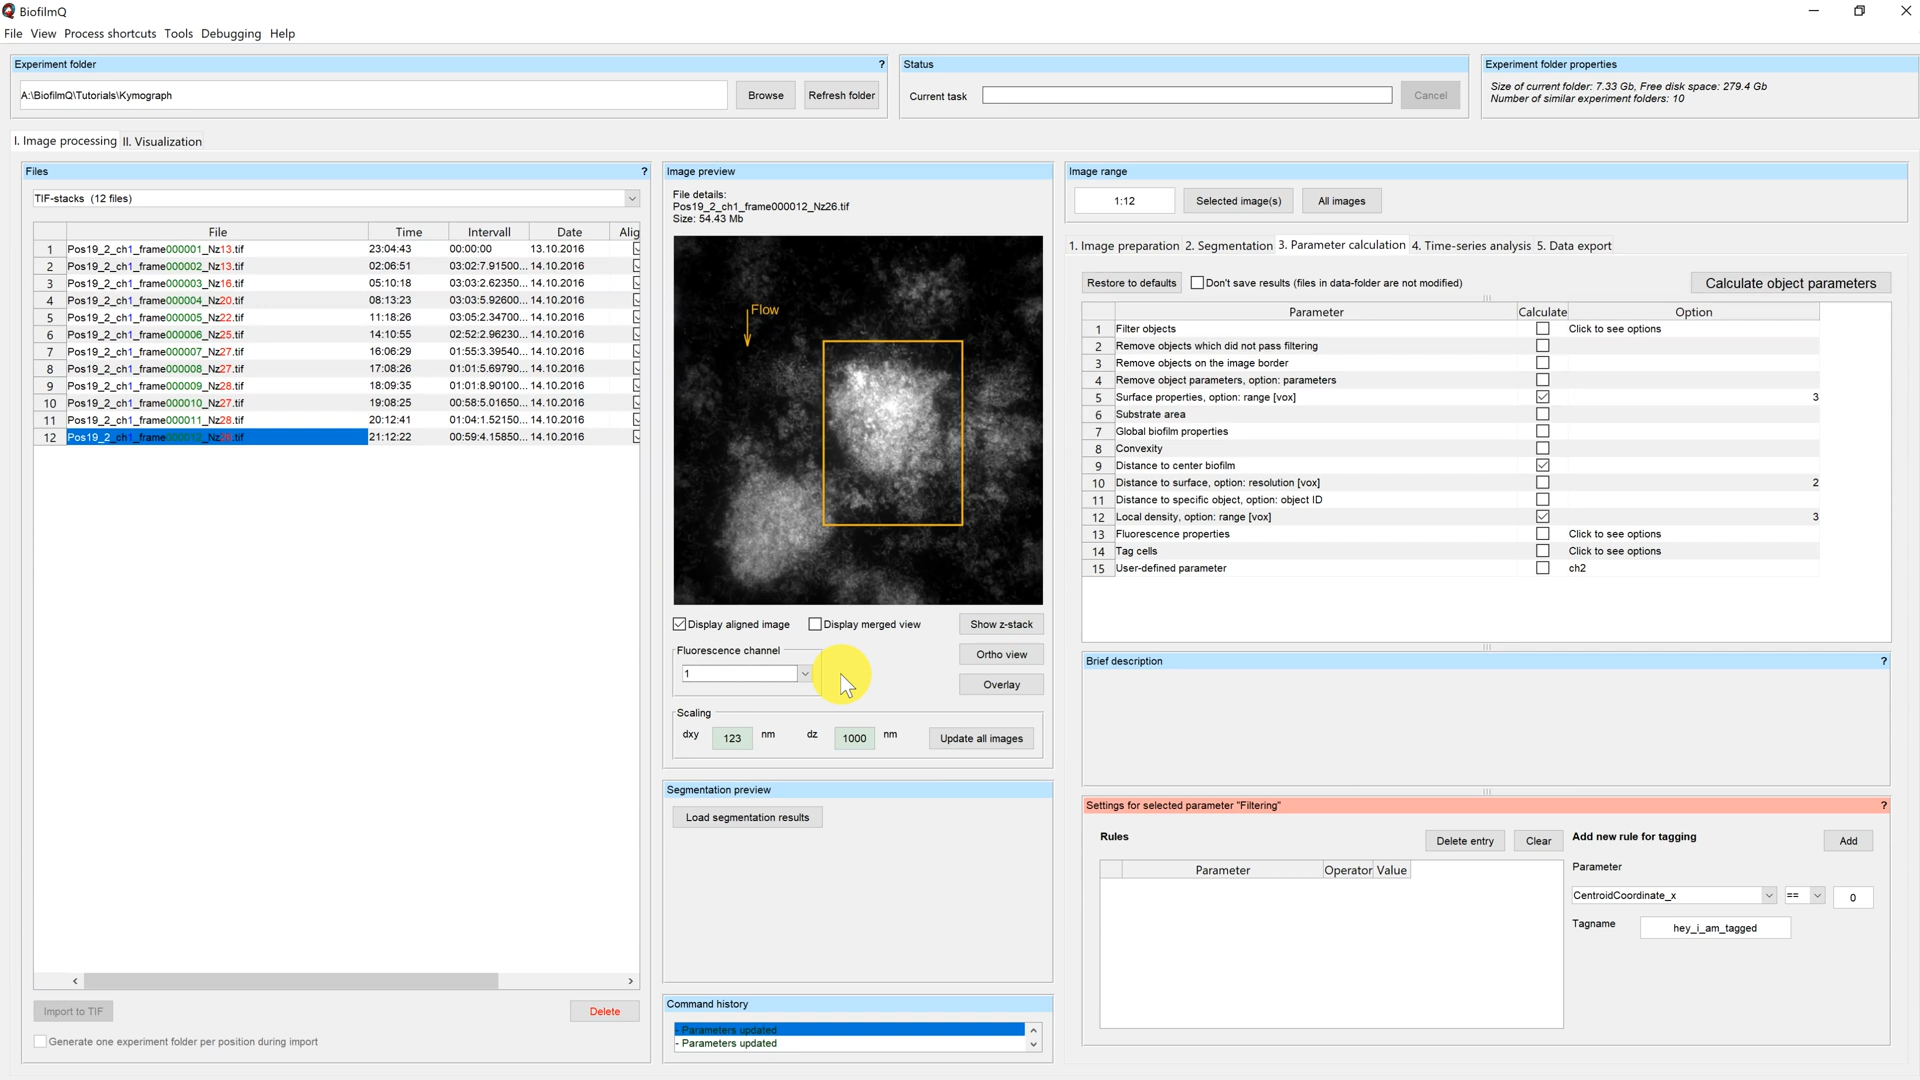 BiofilmQ
File View Process shortcuts Tools Debugging Help
Experiment folder ?
A:\BiofilmQ\Tutorials\Kymograph
Browse
Refresh folder
Status
Current task
Cancel
Experiment folder properties
Size of current folder: 7.33 Gb, Free disk space: 279.4 Gb
Number of similar experiment folders: 10
I. Image processing II. Visualization
Files ?
TIF-stacks (12 files)
File Time Intervall Date Alig
1 Pos19_2_ch1_frame000001_Nz13.tif 23:04:43 00:00:00 13.10.2016
2 Pos19_2_ch1_frame000002_Nz13.tif 02:06:51 03:02:7.91500... 14.10.2016
3 Pos19_2_ch1_frame000003_Nz16.tif 05:10:18 03:03:2.62350... 14.10.2016
4 Pos19_2_ch1_frame000004_Nz20.tif 08:13:23 03:03:5.92600... 14.10.2016
5 Pos19_2_ch1_frame000005_Nz22.tif 11:18:26 03:05:2.34700... 14.10.2016
6 Pos19_2_ch1_frame000006_Nz25.tif 14:10:55 02:52:2.96230... 14.10.2016
7 Pos19_2_ch1_frame000007_Nz27.tif 16:06:29 01:55:3.39540... 14.10.2016
8 Pos19_2_ch1_frame000008_Nz27.tif 17:08:26 01:01:5.69790... 14.10.2016
9 Pos19_2_ch1_frame000009_Nz28.tif 18:09:35 01:01:8.90100... 14.10.2016
10 Pos19_2_ch1_frame000010_Nz27.tif 19:08:25 00:58:5.01650... 14.10.2016
11 Pos19_2_ch1_frame000011_Nz28.tif 20:12:41 01:04:1.52150... 14.10.2016
12 Pos19_2_ch1_frame000012_Nz26.tif 21:12:22 00:59:4.15850... 14.10.2016
Import to TIF
Delete
Generate one experiment folder per position during import
Image preview
File details:
Pos19_2_ch1_frame000012_Nz26.tif
Size: 54.43 Mb
Flow
Display aligned image Display merged view Show z-stack
Fluorescence channel
1
Ortho view
Overlay
Scaling
dxy 123 nm dz 1000 nm Update all images
Segmentation preview
Load segmentation results
Command history
- Parameters updated
- Parameters updated
Image range
1:12 Selected image(s) All images
1. Image preparation 2. Segmentation 3. Parameter calculation 4. Time-series analysis 5. Data export
Restore to defaults Don't save results (files in data-folder are not modified) Calculate object parameters
Parameter Calculate Option
1 Filter objects Click to see options
2 Remove objects which did not pass filtering
3 Remove objects on the image border
4 Remove object parameters, option: parameters
5 Surface properties, option: range [vox] 3
6 Substrate area
7 Global biofilm properties
8 Convexity
9 Distance to center biofilm
10 Distance to surface, option: resolution [vox] 2
11 Distance to specific object, option: object ID
12 Local density, option: range [vox] 3
13 Fluorescence properties Click to see options
14 Tag cells Click to see options
15 User-defined parameter ch2
Brief description ?
Settings for selected parameter "Filtering" ?
Rules Delete entry Clear
Parameter Operator Value
Add new rule for tagging Add
Parameter
CentroidCoordinate_x == 0
Tagname hey_i_am_tagged